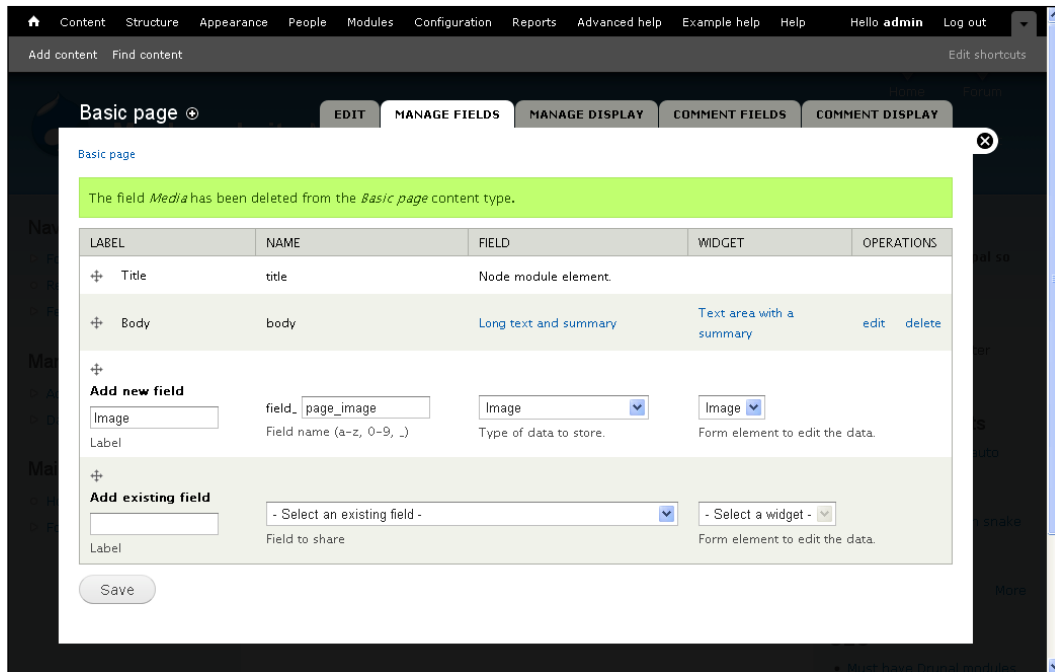 Content Structure Appearance People Modules Configuration Reports Advanced help Example help Help Hello admin Log out
Add content Find content Edit shortcuts
Home Forum
Basic page EDIT MANAGE FIELDS MANAGE DISPLAY COMMENT FIELDS COMMENT DISPLAY
Basic page
The field Media has been deleted from the Basic page content type.
LABEL NAME FIELD WIDGET OPERATIONS
Title title Node module element.
Body body Long text and summary Text area with a summary edit delete
Add new field
Image field_ page_image Image Image
Label Field name (a-z, 0-9, _) Type of data to store. Form element to edit the data.
Add existing field
- Select an existing field - - Select a widget -
Label Field to share Form element to edit the data.
Save
More
Must have Drupal modules